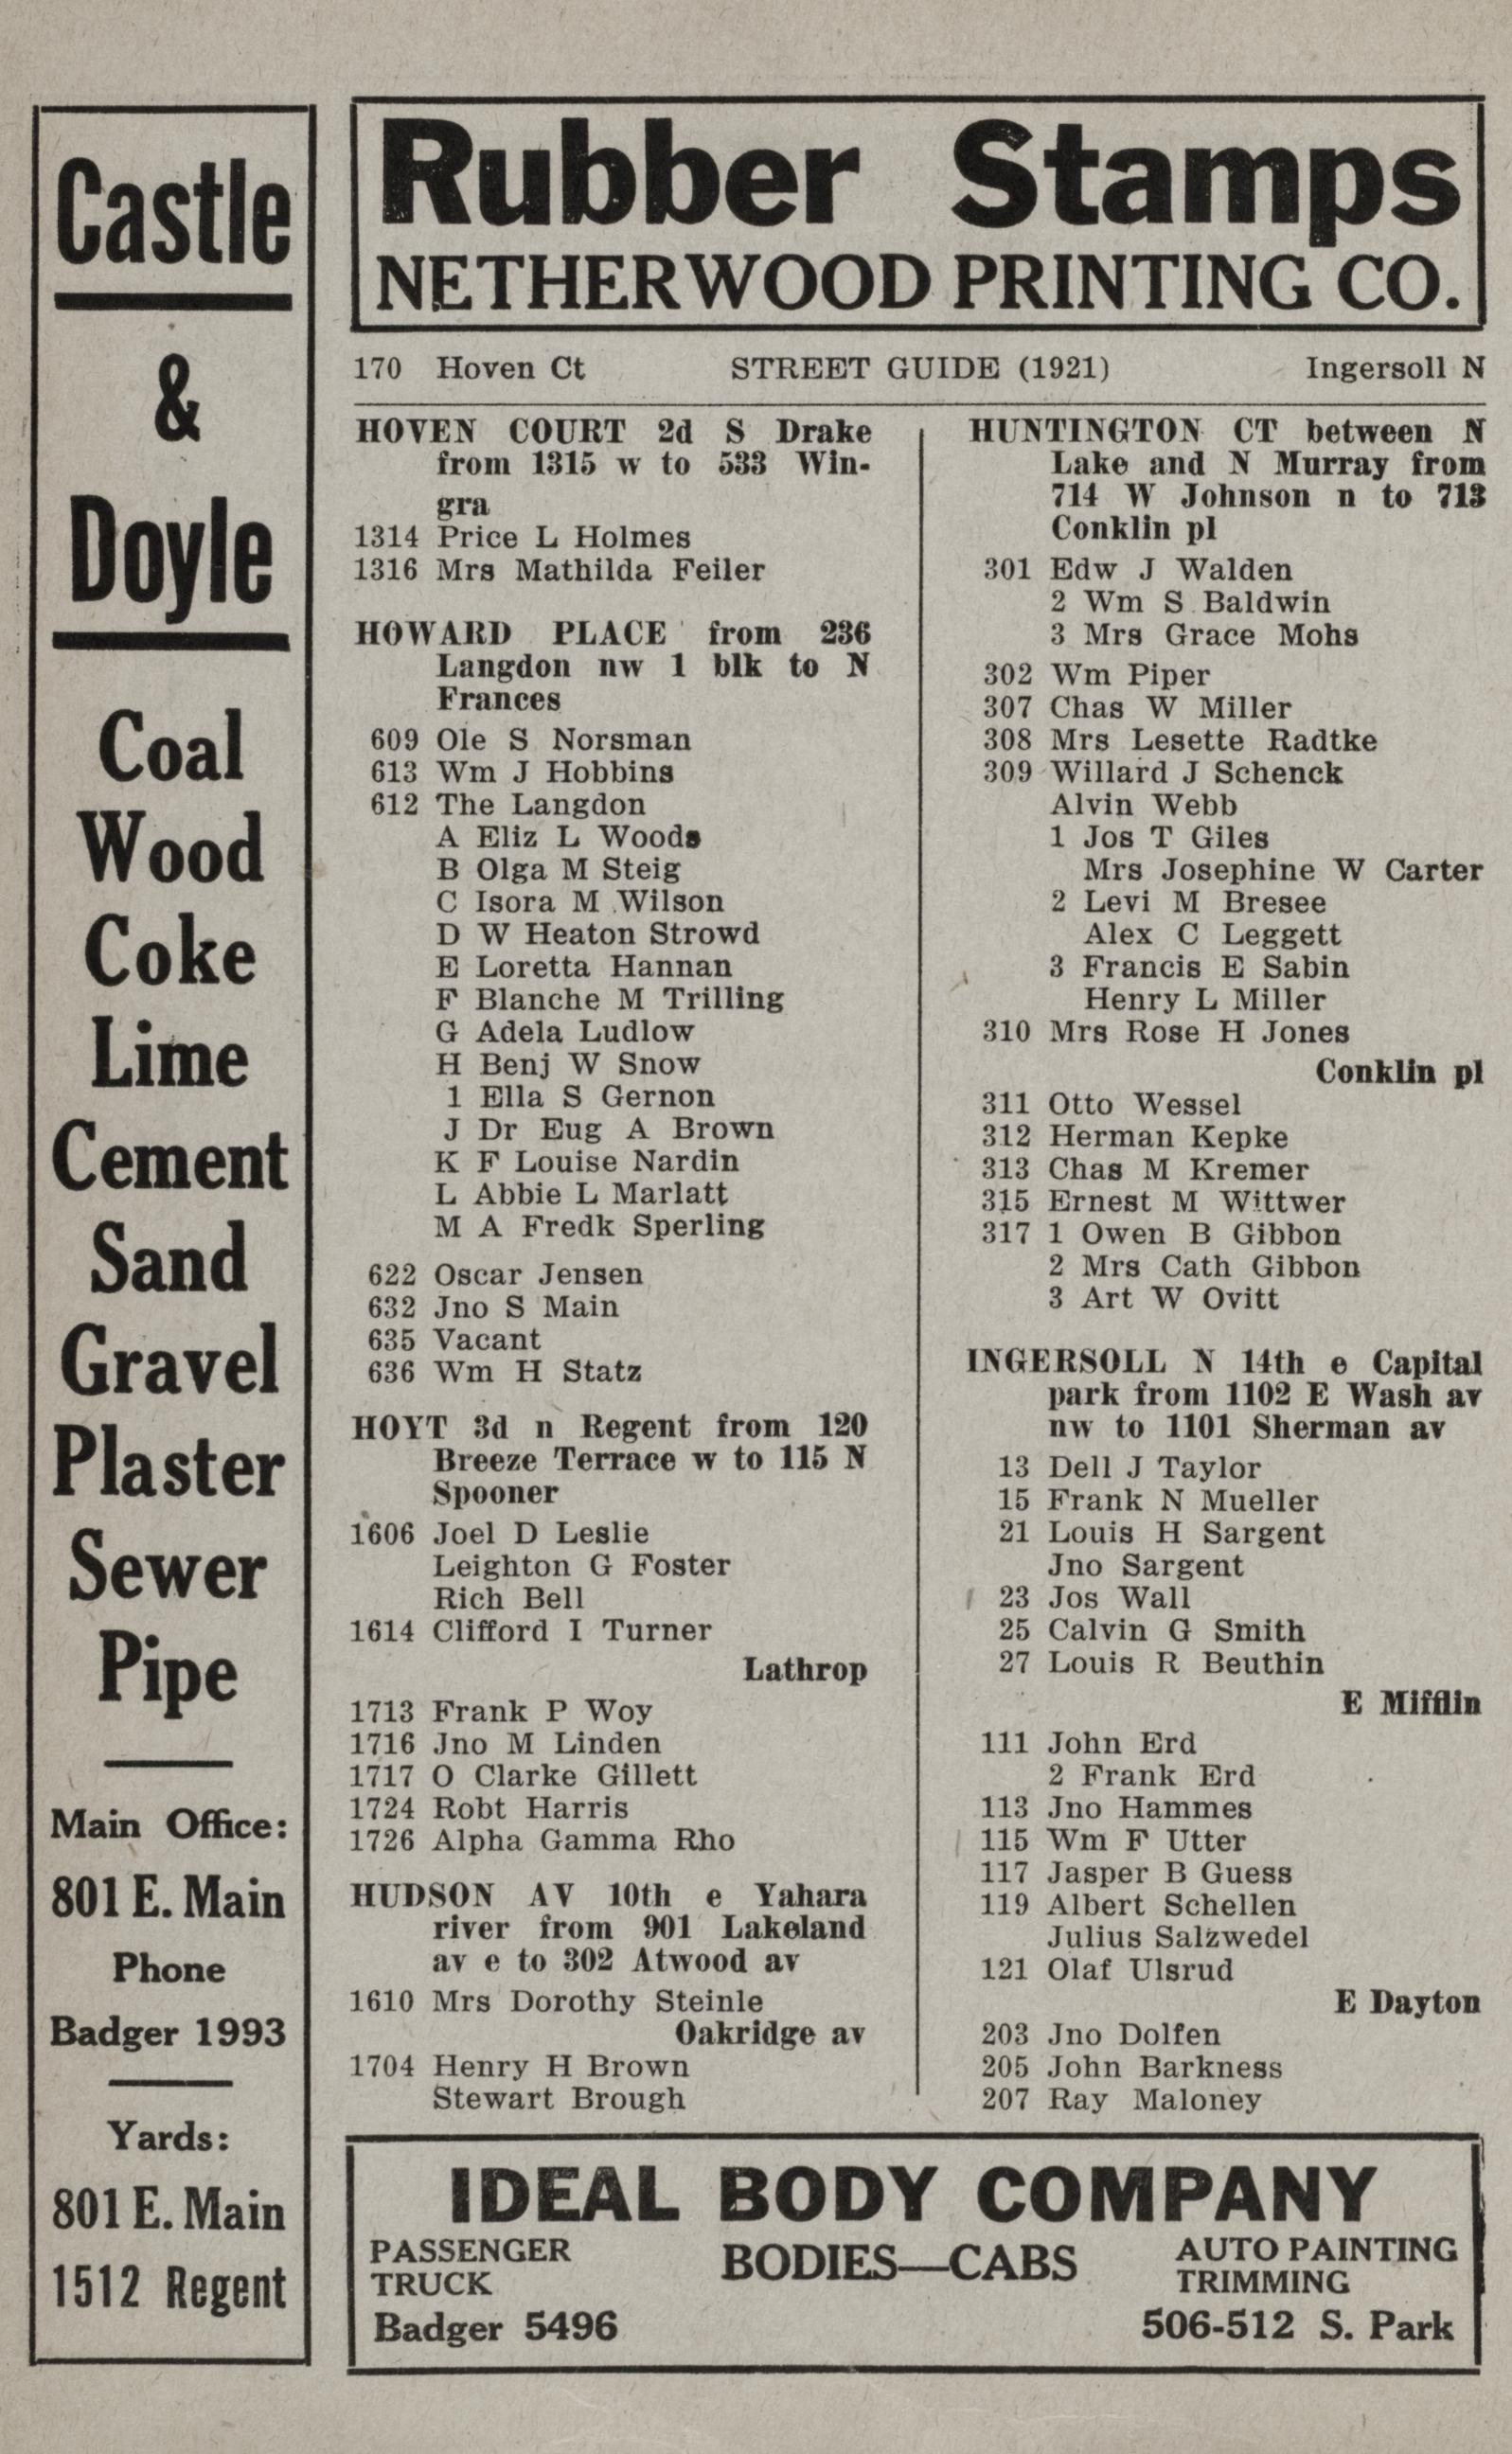 Castle
&
Doyle
Coal
Wood
Coke
Lime
Cement
Sand
Gravel
Plaster
Sewer
Pipe
Main Office:
801 E. Main
Phone
Badger 1993
Yards:
801 E. Main
1512 Regent
Rubber Stamps
NETHERWOOD PRINTING CO.
170 Hoven Ct STREET GUIDE (1921) Ingersoll N
HOVEN COURT 2d S Drake
from 1315 w to 533 Win-
gra
1314 Price L Holmes
1316 Mrs Mathilda Feiler
HOWARD PLACE from 236
Langdon nw 1 blk to N
Frances
609 Ole S Norsman
613 Wm J Hobbins
612 The Langdon
A Eliz L Woods
B Olga M Steig
C Isora M Wilson
D W Heaton Strowd
E Loretta Hannan
F Blanche M Trilling
G Adela Ludlow
H Benj W Snow
1 Ella S Gernon
J Dr Eug A Brown
K F Louise Nardin
L Abbie L Marlatt
M A Fredk Sperling
622 Oscar Jensen
632 Jno S Main
635 Vacant
636 Wm H Statz
HOYT 3d n Regent from 120
Breeze Terrace w to 115 N
Spooner
1606 Joel D Leslie
Leighton G Foster
Rich Bell
1614 Clifford I Turner
Lathrop
1713 Frank P Woy
1716 Jno M Linden
1717 O Clarke Gillett
1724 Robt Harris
1726 Alpha Gamma Rho
HUDSON AV 10th e Yahara
river from 901 Lakeland
av e to 302 Atwood av
1610 Mrs Dorothy Steinle
Oakridge av
1704 Henry H Brown
Stewart Brough
HUNTINGTON CT between N
Lake and N Murray from
714 W Johnson n to 713
Conklin pl
301 Edw J Walden
2 Wm S Baldwin
3 Mrs Grace Mohs
302 Wm Piper
307 Chas W Miller
308 Mrs Lesette Radtke
309 Willard J Schenck
Alvin Webb
1 Jos T Giles
Mrs Josephine W Carter
2 Levi M Bresee
Alex C Leggett
3 Francis E Sabin
Henry L Miller
310 Mrs Rose H Jones
Conklin pl
311 Otto Wessel
312 Herman Kepke
313 Chas M Kremer
315 Ernest M Wittwer
317 1 Owen B Gibbon
2 Mrs Cath Gibbon
3 Art W Ovitt
INGERSOLL N 14th e Capital
park from 1102 E Wash av
nw to 1101 Sherman av
13 Dell J Taylor
15 Frank N Mueller
21 Louis H Sargent
Jno Sargent
23 Jos Wall
25 Calvin G Smith
27 Louis R Beuthin
E Mifflin
111 John Erd
2 Frank Erd
113 Jno Hammes
115 Wm F Utter
117 Jasper B Guess
119 Albert Schellen
Julius Salzwedel
121 Olaf Ulsrud
E Dayton
203 Jno Dolfen
205 John Barkness
207 Ray Maloney
IDEAL BODY COMPANY
PASSENGER
TRUCK
BODIES—CABS
AUTO PAINTING
TRIMMING
Badger 5496
506-512 S. Park